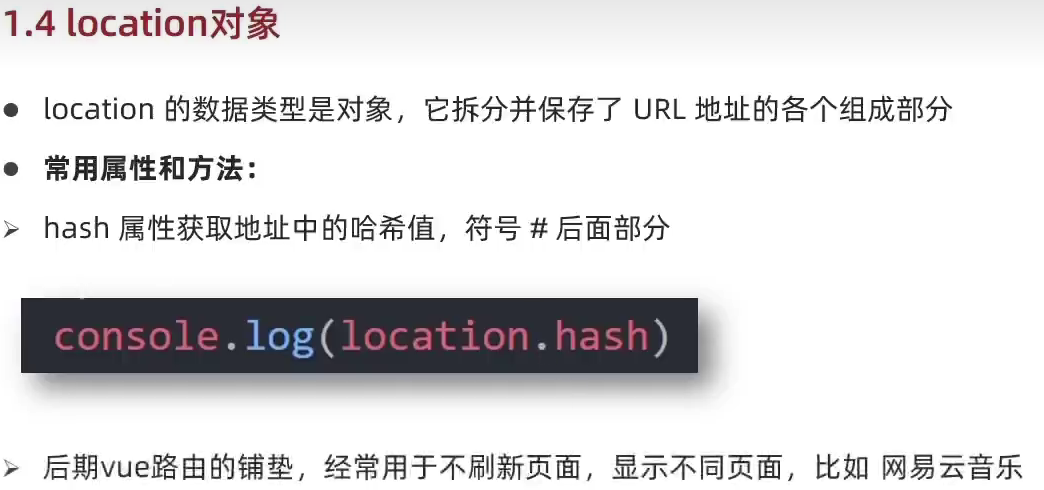 1.4 location对象
● location 的数据类型是对象，它拆分并保存了 URL 地址的各个组成部分
● 常用属性和方法：
➢ hash 属性获取地址中的哈希值，符号 # 后面部分
console.log(location.hash)
➢ 后期vue路由的铺垫，经常用于不刷新页面，显示不同页面，比如 网易云音乐